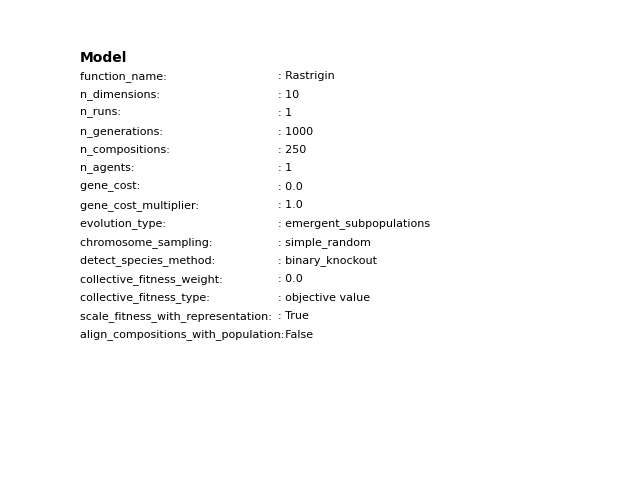 Model
function_name: : Rastrigin
n_dimensions: : 10
n_runs: : 1
n_generations: : 1000
n_compositions: : 250
n_agents: : 1
gene_cost: : 0.0
gene_cost_multiplier: : 1.0
evolution_type: : emergent_subpopulations
chromosome_sampling: : simple_random
detect_species_method: : binary_knockout
collective_fitness_weight: : 0.0
collective_fitness_type: : objective value
scale_fitness_with_representation: : True
align_compositions_with_population: : False